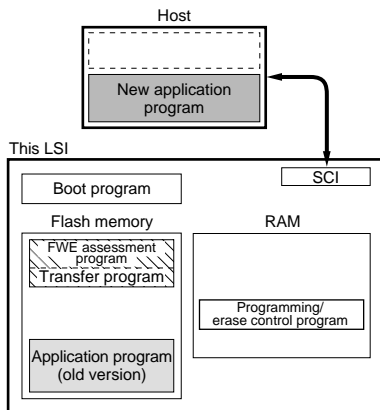 Host
New application
program
This LSI
SCI
Boot program
Flash memory
RAM
FWE assessment
program
Transfer program
Programming/
erase control program
Application program
(old version)